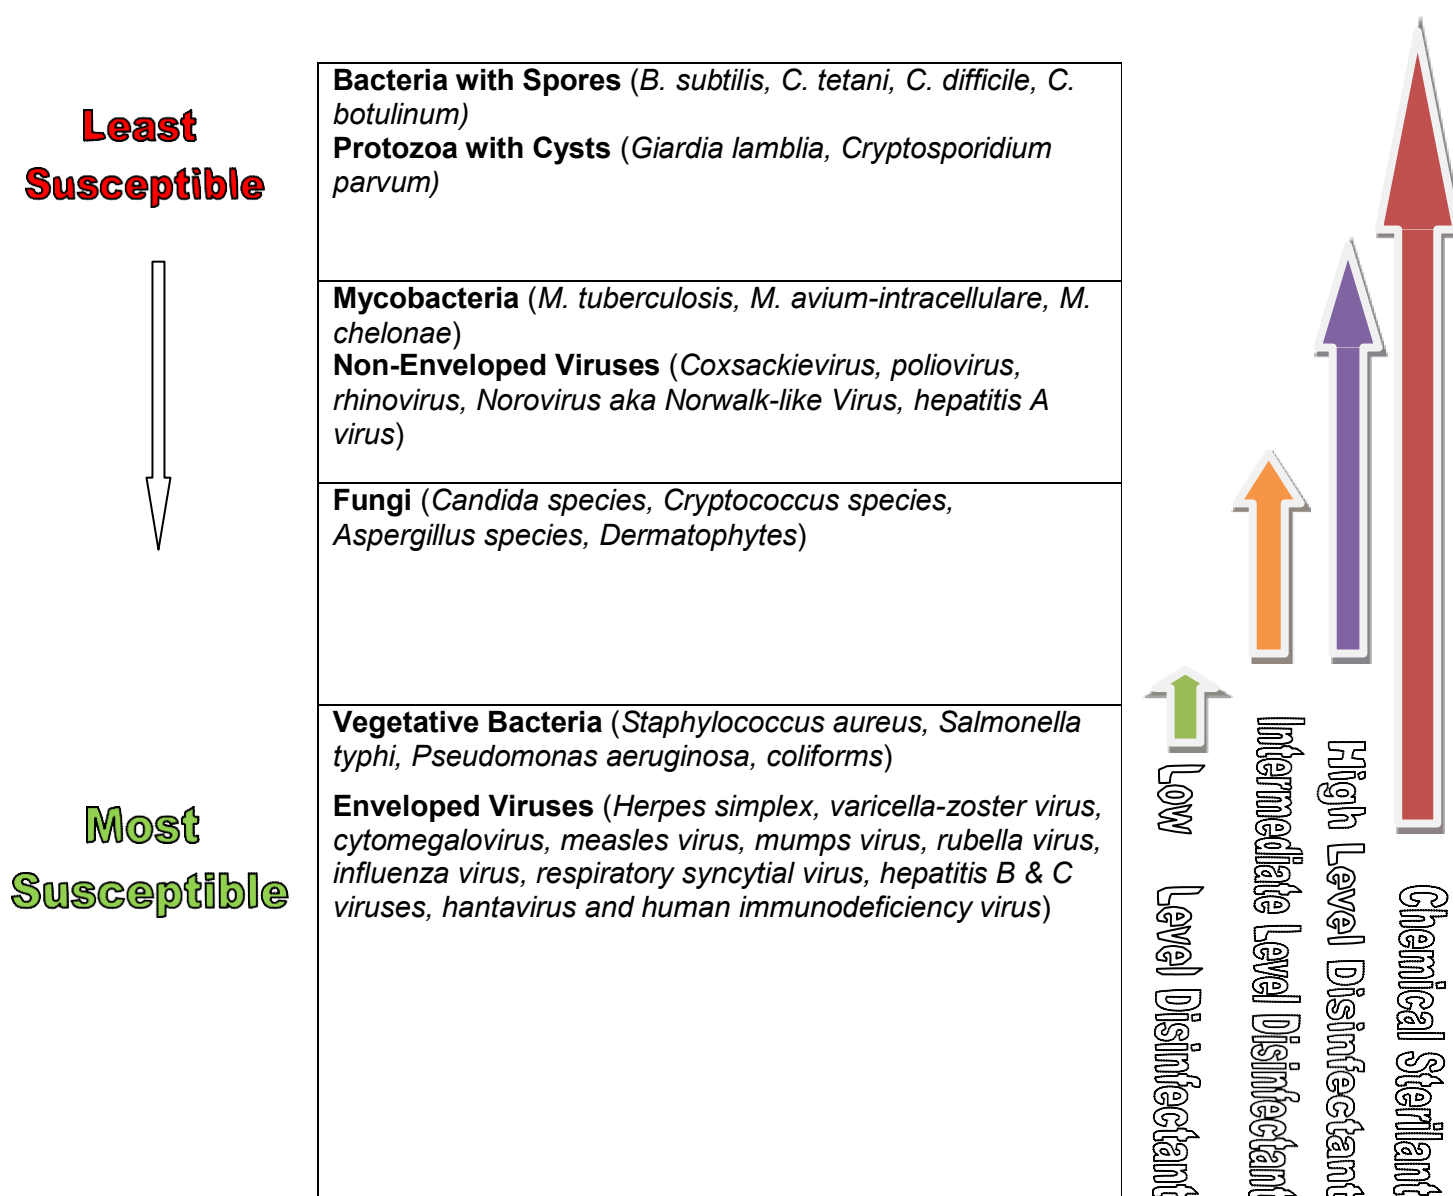 Least
Susceptible
Bacteria with Spores (B. subtilis, C. tetani, C. difficile, C.
botulinum)
Protozoa with Cysts (Giardia lamblia, Cryptosporidium
parvum)
Mycobacteria (M. tuberculosis, M. avium-intracellulare, M.
chelonae)
Non-Enveloped Viruses (Coxsackievirus, poliovirus,
rhinovirus, Norovirus aka Norwalk-like Virus, hepatitis A
virus)
Fungi (Candida species, Cryptococcus species,
Aspergillus species, Dermatophytes)
Most
Susceptible
Vegetative Bacteria (Staphylococcus aureus, Salmonella
typhi, Pseudomonas aeruginosa, coliforms)
Enveloped Viruses (Herpes simplex, varicella-zoster virus,
cytomegalovirus, measles virus, mumps virus, rubella virus,
influenza virus, respiratory syncytial virus, hepatitis B & C
viruses, hantavirus and human immunodeficiency virus)
Low Level Disinfectant
Intermediate Level Disinfectant
High Level Disinfectant
Chemical Sterilant